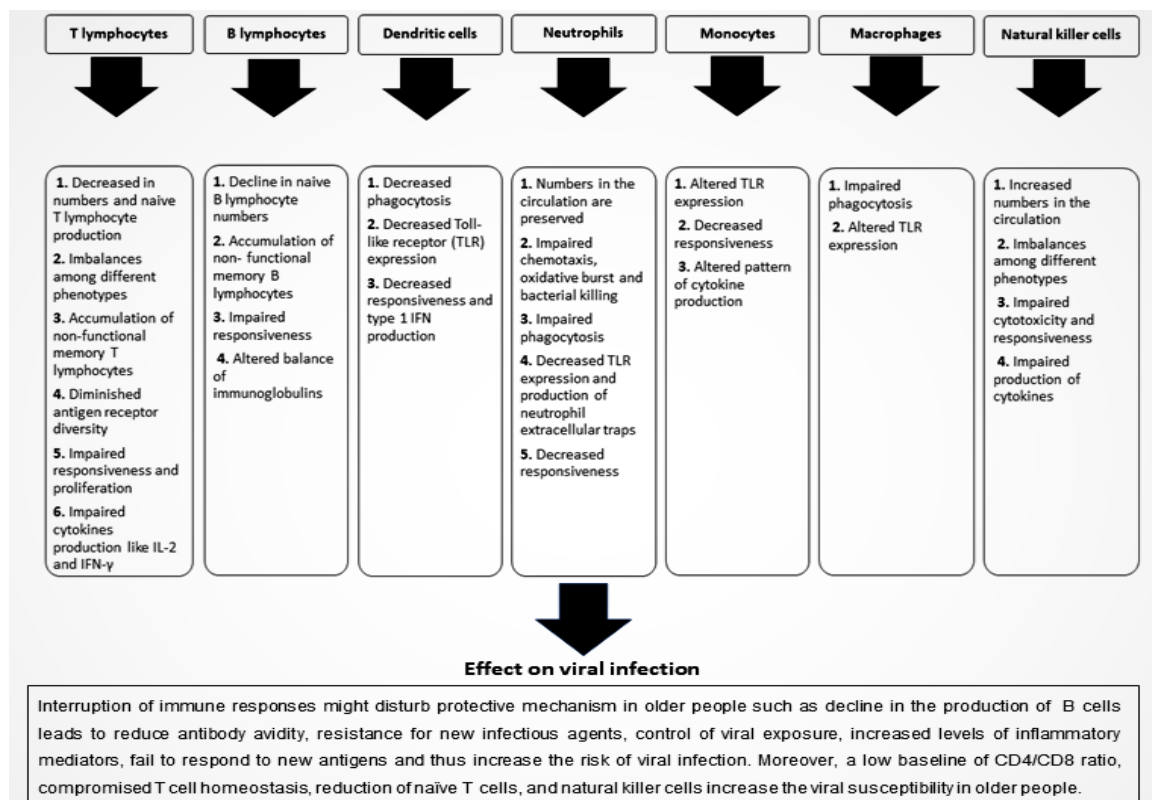 T lymphocytes
B lymphocytes
Dendritic cells
Neutrophils
Monocytes
Macrophages
Natural killer cells
1. Decreased in
numbers and naive
T lymphocyte
production
2. Imbalances
among different
phenotypes
3. Accumulation of
non-functional
memory T
lymphocytes
4. Diminished
antigen receptor
diversity
5. Impaired
responsiveness and
proliferation
6. Impaired
cytokines
production like IL-2
and IFN-γ
1. Decline in naive
B lymphocyte
numbers
2. Accumulation of
non- functional
memory B
lymphocytes
3. Impaired
responsiveness
4. Altered balance
of
immunoglobulins
1. Decreased
phagocytosis
2. Decreased Toll-
like receptor (TLR)
expression
3. Decreased
responsiveness and
type 1 IFN
production
1. Numbers in the
circulation are
preserved
2. Impaired
chemotaxis,
oxidative burst and
bacterial killing
3. Impaired
phagocytosis
4. Decreased TLR
expression and
production of
neutrophil
extracellular traps
5. Decreased
responsiveness
1. Altered TLR
expression
2. Decreased
responsiveness
3. Altered pattern
of cytokine
production
1. Impaired
phagocytosis
2. Altered TLR
expression
1. Increased
numbers in the
circulation
2. Imbalances
among different
phenotypes
3. Impaired
cytotoxicity and
responsiveness
4. Impaired
production of
cytokines
Effect on viral infection
Interruption of immune responses might disturb protective mechanism in older people such as decline in the production of B cells
leads to reduce antibody avidity, resistance for new infectious agents, control of viral exposure, increased levels of inflammatory
mediators, fail to respond to new antigens and thus increase the risk of viral infection. Moreover, a low baseline of CD4/CD8 ratio,
compromised T cell homeostasis, reduction of naïve T cells, and natural killer cells increase the viral susceptibility in older people.